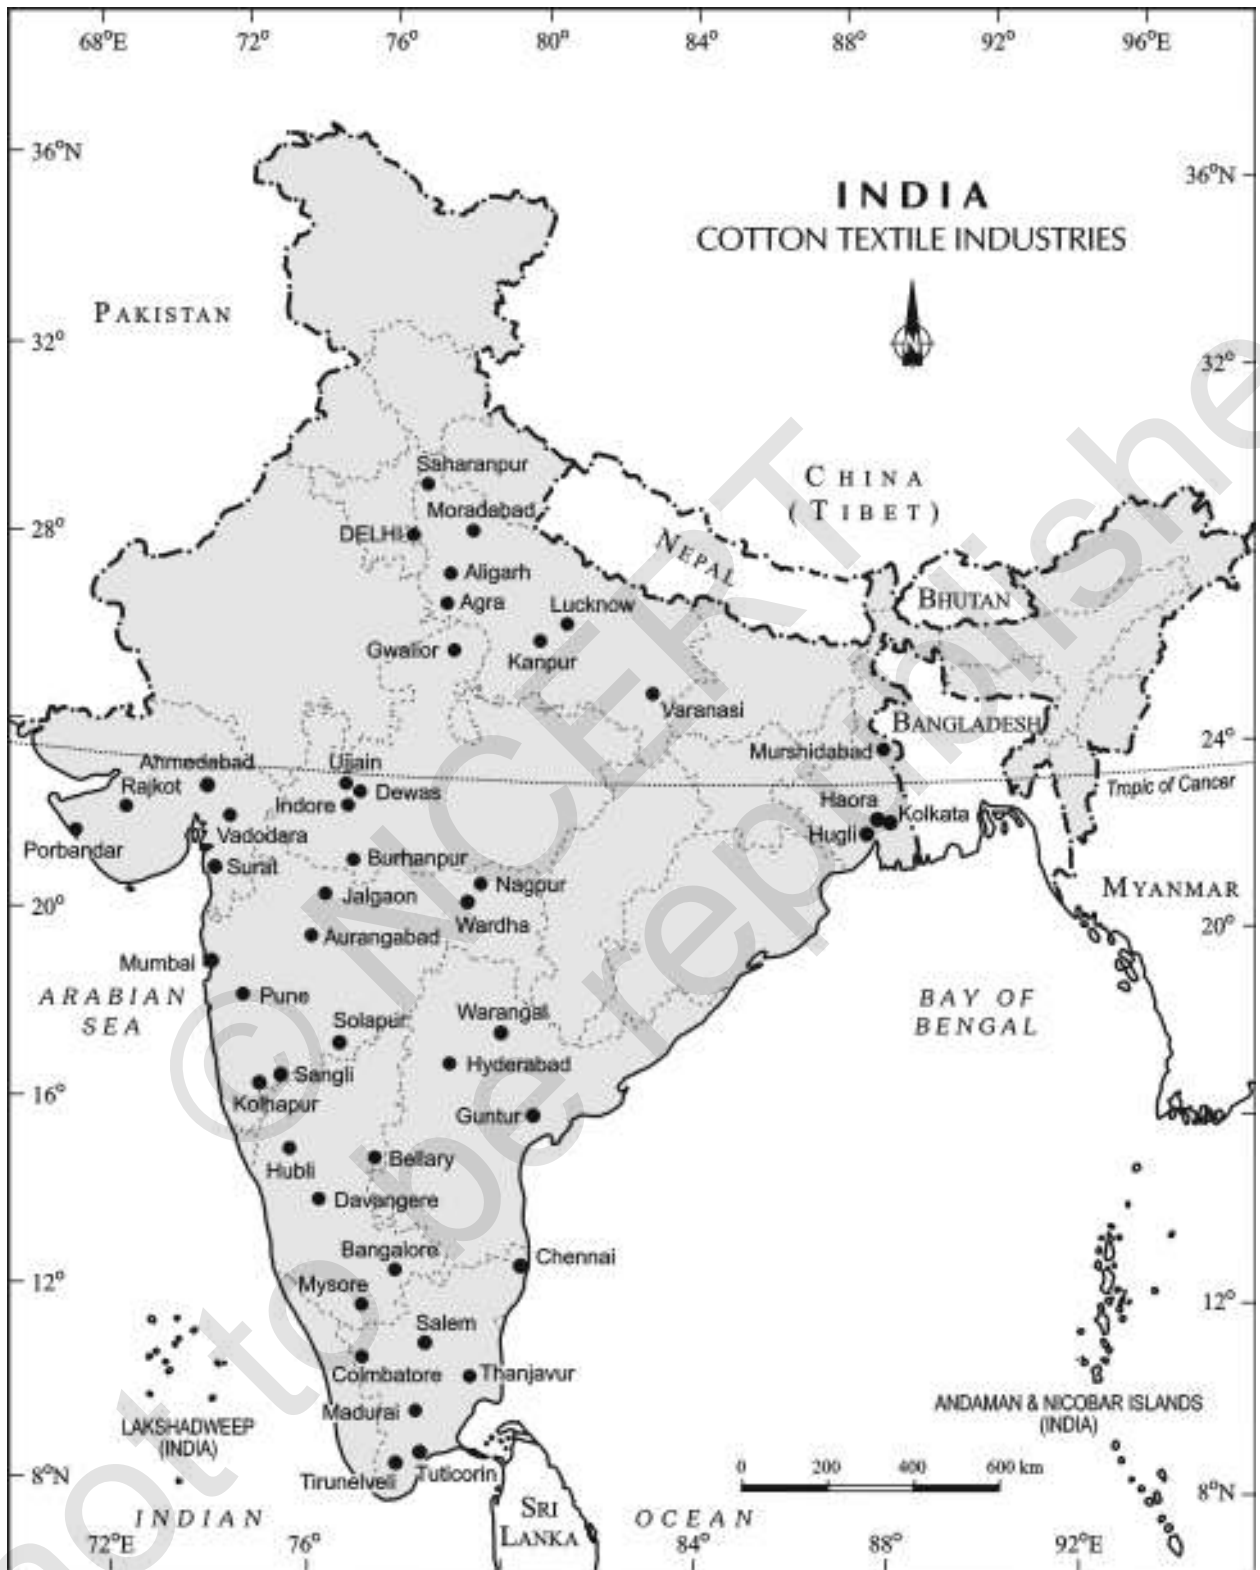 68°E 72° 76° 80° 84° 88° 92° 96°E
36°N
36°N
INDIA
COTTON TEXTILE INDUSTRIES
N
PAKISTAN
32°
32°
CHINA
(TIBET)
Saharanpur
Moradabad
DELHI
28°
28°
NEPAL
Aligarh
Agra
Lucknow
BHUTAN
Gwalior
Kanpur
Varanasi
BANGLADESH
Murshidabad
24°
Ahmedabad
Ujjain
Tropic of Cancer
Rajkot
Dewas
Indore
Haora
Kolkata
Vadodara
Hugli
Porbandar
Surat
Burhanpur
Nagpur
MYANMAR
Jalgaon
20°
Wardha
20°
Aurangabad
Mumbai
ARABIAN
SEA
Pune
BAY OF
BENGAL
Solapur
Warangal
Hyderabad
Sangli
16°
Kolhapur
Guntur
Hubli
Bellary
Davangere
Bangalore
Chennai
12°
Mysore
12°
Salem
Coimbatore
Thanjavur
Madurai
LAKSHADWEEP
(INDIA)
ANDAMAN & NICOBAR ISLANDS
(INDIA)
Tuticorin
Tirunelveli
0 200 400 600 km
8°N
8°N
SRI
LANKA
INDIAN
OCEAN
72°E 76° 84° 88° 92°E
© NCERT
not to be republishe